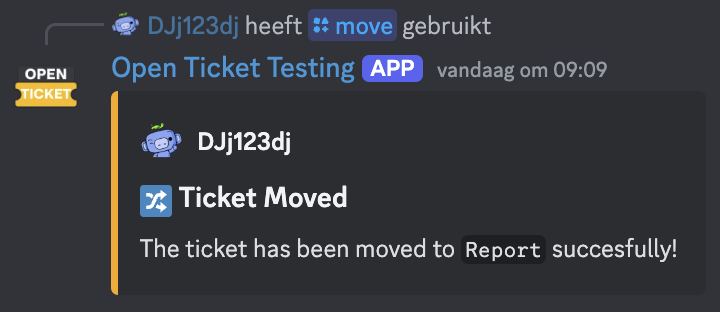 DJj123dj heeft move gebruikt
OPEN
TICKET
Open Ticket Testing APP vandaag om 09:09
DJj123dj
Ticket Moved
The ticket has been moved to Report succesfully!